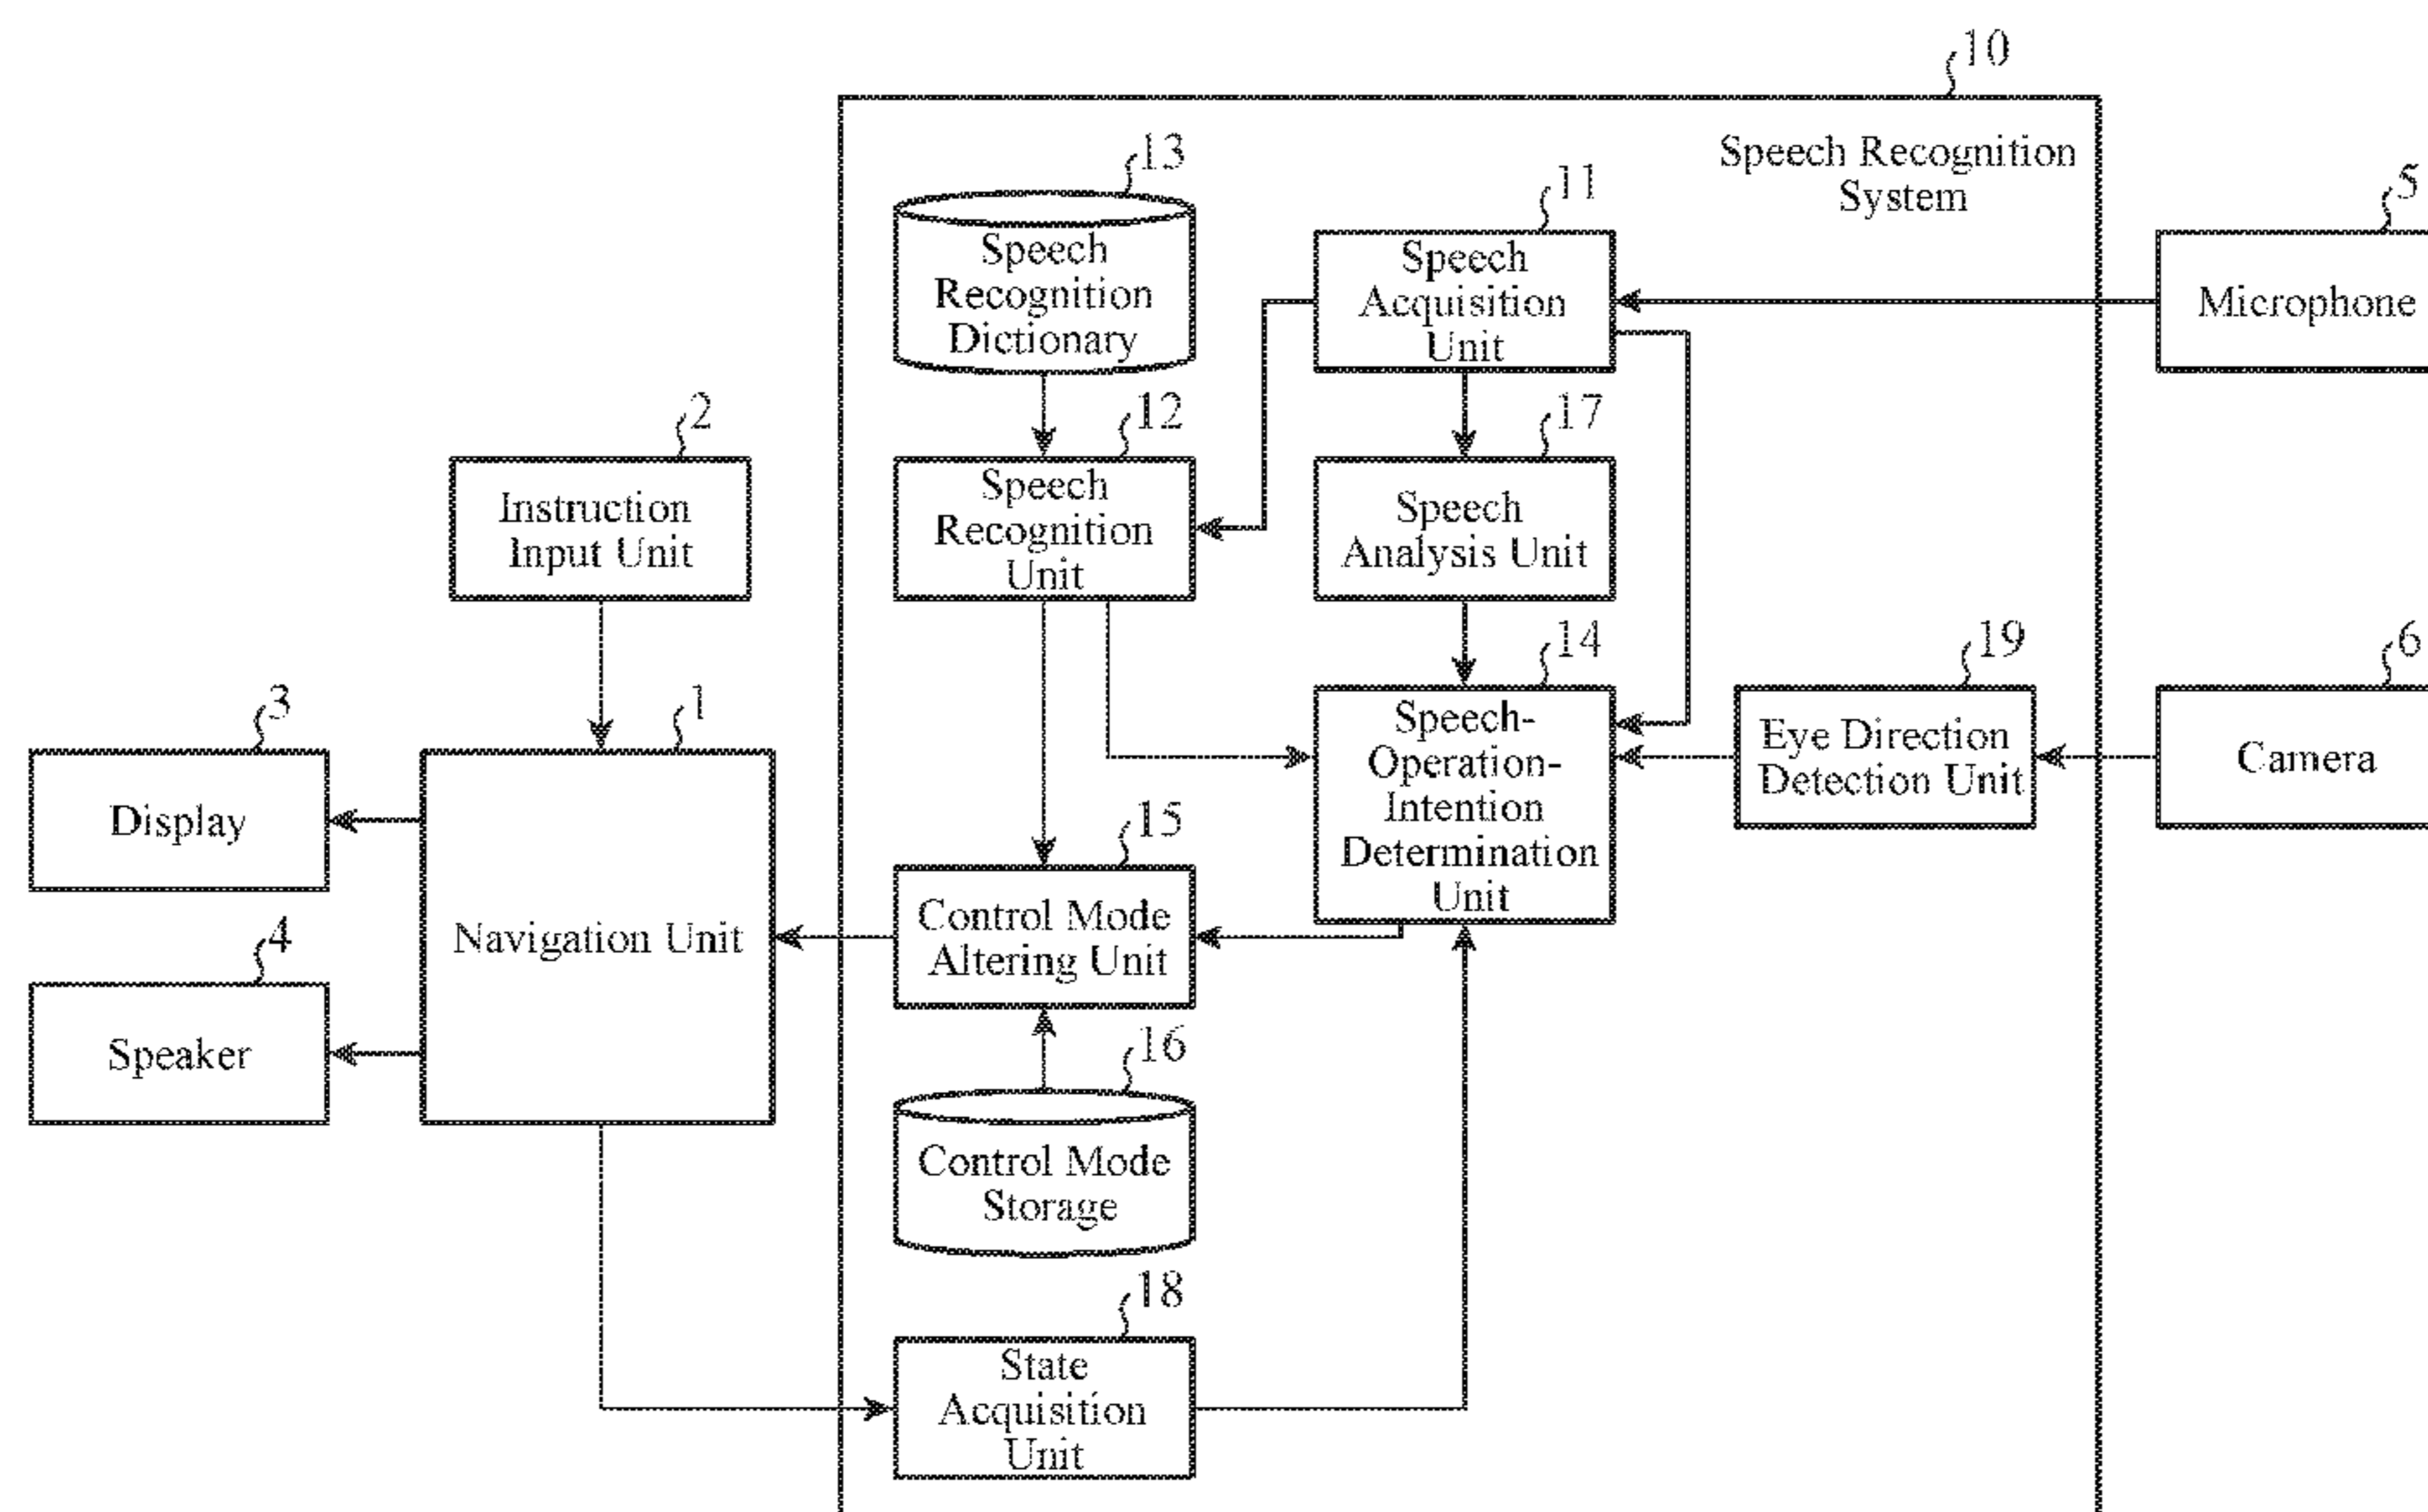 10
Speech Recognition
System
13
Speech
Recognition
Dictionary
11
Speech
Acquisition
Unit
5
Microphone
2
Instruction
Input Unit
12
Speech
Recognition
Unit
17
Speech
Analysis Unit
3
Display
1
Navigation Unit
14
Speech-
Operation-
Intention
Determination
Unit
19
Eye Direction
Detection Unit
6
Camera
4
Speaker
15
Control Mode
Altering Unit
16
Control Mode
Storage
18
State
Acquisition
Unit